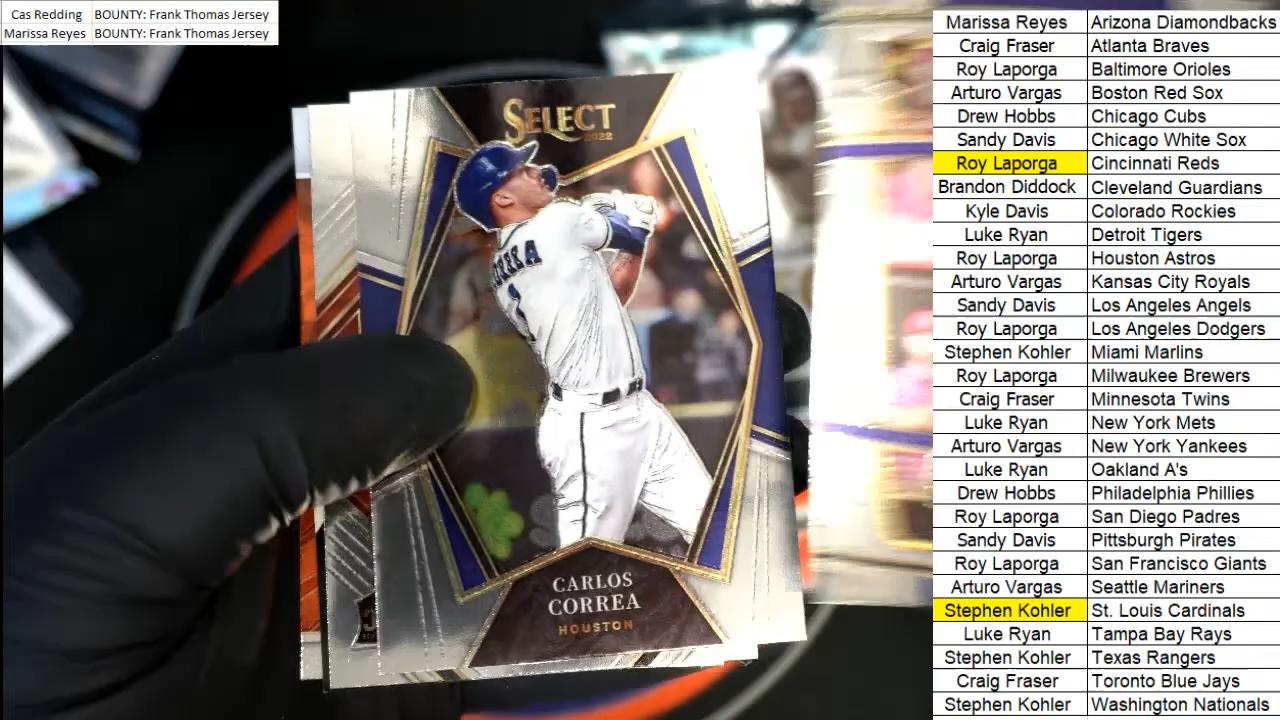 Cas Redding BOUNTY: Frank Thomas Jersey
Marissa Reyes BOUNTY: Frank Thomas Jersey
SELECT
2022
1
CARLOS
CORREA
HOUSTON
Marissa Reyes Arizona Diamondbacks
Craig Fraser Atlanta Braves
Roy Laporga Baltimore Orioles
Arturo Vargas Boston Red Sox
Drew Hobbs Chicago Cubs
Sandy Davis Chicago White Sox
Roy Laporga Cincinnati Reds
Brandon Diddock Cleveland Guardians
Kyle Davis Colorado Rockies
Luke Ryan Detroit Tigers
Roy Laporga Houston Astros
Arturo Vargas Kansas City Royals
Sandy Davis Los Angeles Angels
Roy Laporga Los Angeles Dodgers
Stephen Kohler Miami Marlins
Roy Laporga Milwaukee Brewers
Craig Fraser Minnesota Twins
Luke Ryan New York Mets
Arturo Vargas New York Yankees
Luke Ryan Oakland A's
Drew Hobbs Philadelphia Phillies
Roy Laporga San Diego Padres
Sandy Davis Pittsburgh Pirates
Roy Laporga San Francisco Giants
Arturo Vargas Seattle Mariners
Stephen Kohler St. Louis Cardinals
Luke Ryan Tampa Bay Rays
Stephen Kohler Texas Rangers
Craig Fraser Toronto Blue Jays
Stephen Kohler Washington Nationals